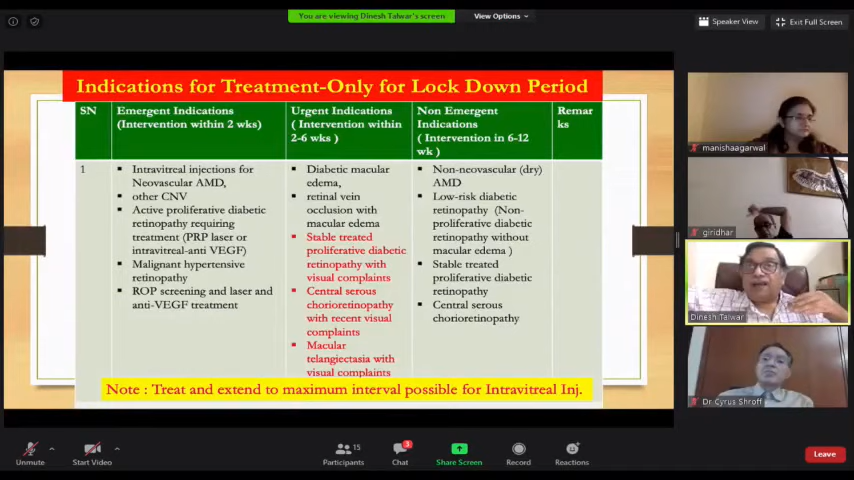 You are viewing Dinesh Talwar's screen
View Options
Speaker View
Exit Full Screen
Indications for Treatment-Only for Lock Down Period
SN
Emergent Indications
(Intervention within 2 wks)
Urgent Indications
( Intervention within
2-6 wks )
Non Emergent
Indications
( Intervention in 6-12
wk )
Remar
ks
1
Intravitreal injections for
Neovascular AMD,
other CNV
Active proliferative diabetic
retinopathy requiring
treatment (PRP laser or
intravitreal-anti VEGF)
Malignant hypertensive
retinopathy
ROP screening and laser and
anti-VEGF treatment
Diabetic macular
edema,
retinal vein
occlusion with
macular edema
Stable treated
proliferative diabetic
retinopathy with
visual complaints
Central serous
chorioretinopathy
with recent visual
complaints
Macular
telangiectasia with
visual complaints
Non-neovascular (dry)
AMD
Low-risk diabetic
retinopathy (Non-
proliferative diabetic
retinopathy without
macular edema )
Stable treated
proliferative diabetic
retinopathy
Central serous
chorioretinopathy
Note : Treat and extend to maximum interval possible for Intravitreal Inj.
manishaagarwal
giridhar
Dinesh Talwar
Dr Cyrus Shroff
Unmute
Start Video
15
Participants
3
Chat
Share Screen
Record
Reactions
Leave